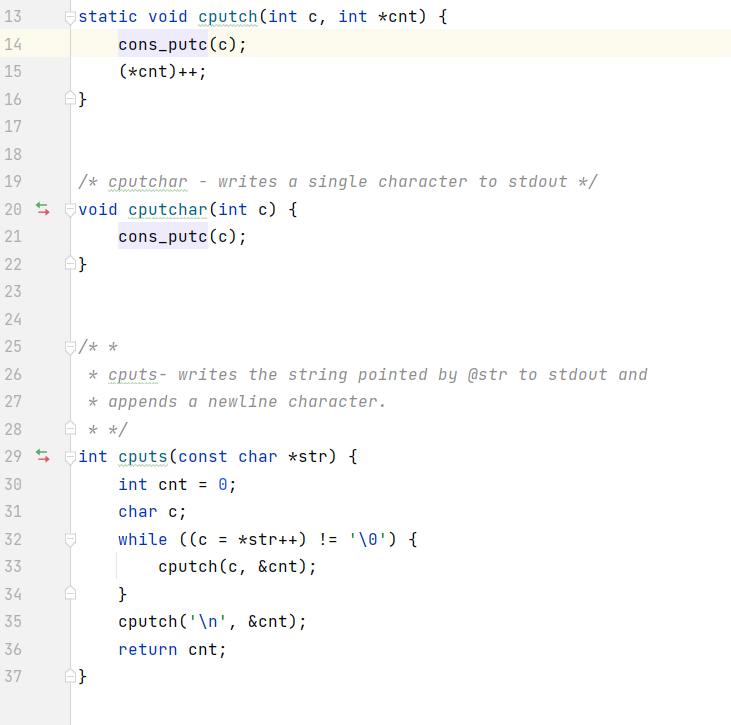 13 static void cputch(int c, int *cnt) {
14     cons_putc(c);
15     (*cnt)++;
16 }
17
18
19 /* cputchar - writes a single character to stdout */
20 void cputchar(int c) {
21     cons_putc(c);
22 }
23
24
25 /* *
26  * cputs- writes the string pointed by @str to stdout and
27  * appends a newline character.
28  * */
29 int cputs(const char *str) {
30     int cnt = 0;
31     char c;
32     while ((c = *str++) != '\0') {
33         cputch(c, &cnt);
34     }
35     cputch('\n', &cnt);
36     return cnt;
37 }